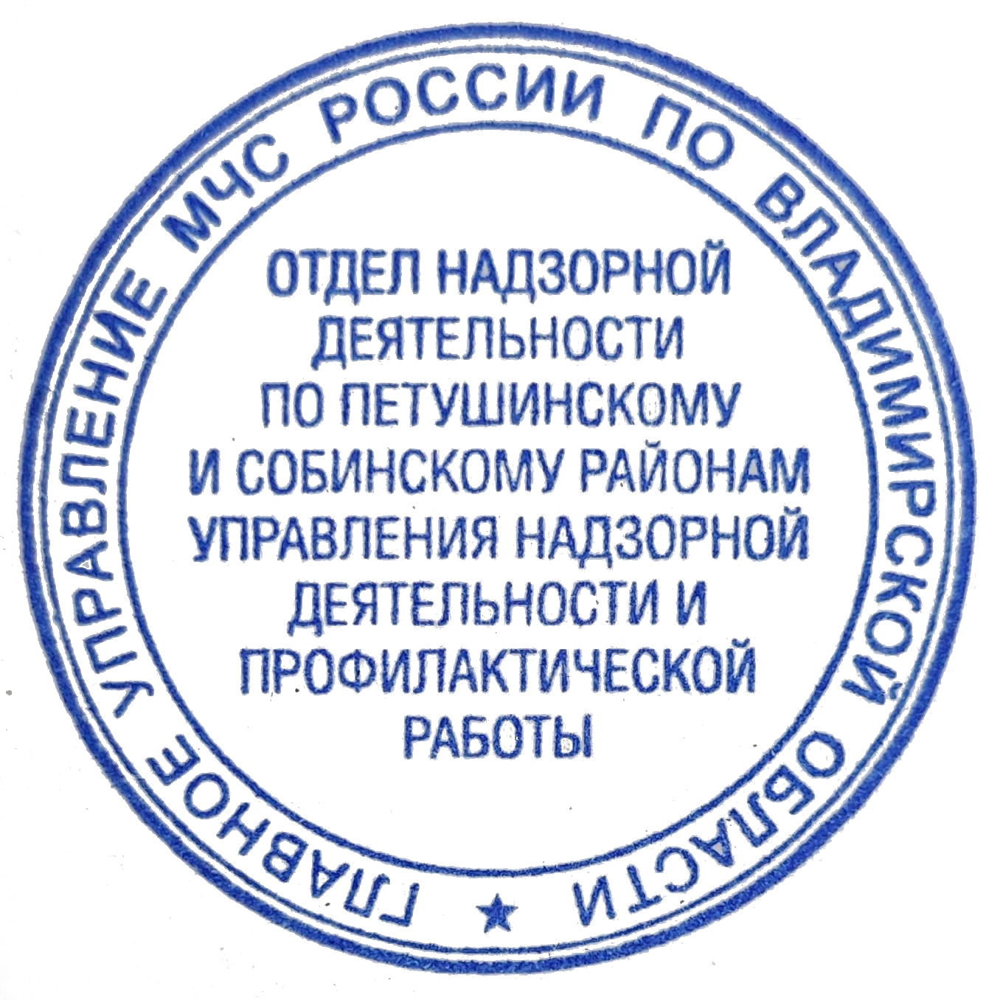 ГЛАВНОЕ УПРАВЛЕНИЕ МЧС РОССИИ ПО ВЛАДИМИРСКОЙ ОБЛАСТИ
ОТДЕЛ НАДЗОРНОЙ
ДЕЯТЕЛЬНОСТИ
ПО ПЕТУШИНСКОМУ
И СОБИНСКОМУ РАЙОНАМ
УПРАВЛЕНИЯ НАДЗОРНОЙ
ДЕЯТЕЛЬНОСТИ И
ПРОФИЛАКТИЧЕСКОЙ
РАБОТЫ